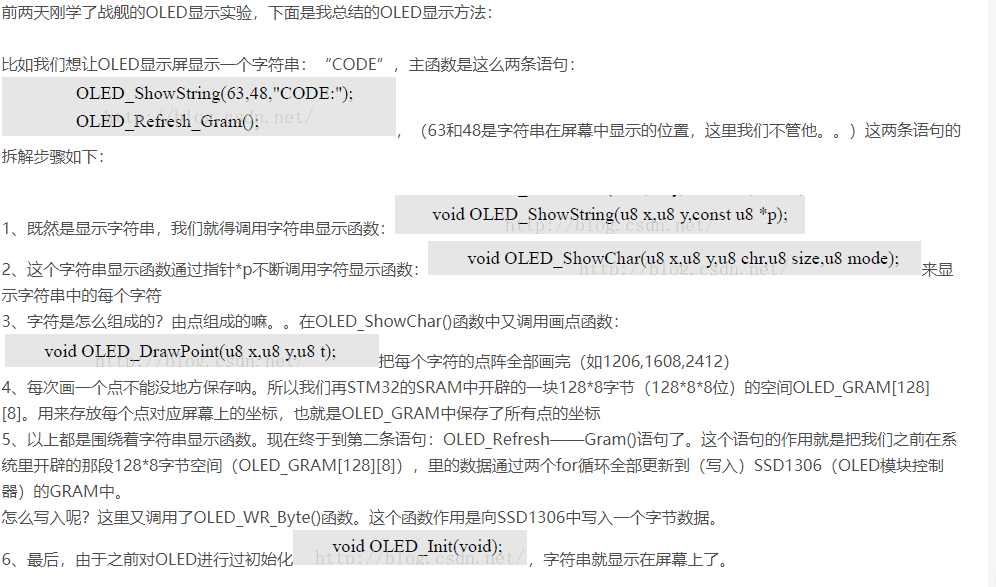 前两天刚学了战舰的OLED显示实验，下面是我总结的OLED显示方法：
比如我们想让OLED显示屏显示一个字符串：“CODE”，主函数是这么两条语句：
OLED_ShowString(63,48,"CODE:");
OLED_Refresh_Gram();
http://blog.csdn.net/
，（63和48是字符串在屏幕中显示的位置，这里我们不管他。。）这两条语句的
拆解步骤如下：
1、既然是显示字符串，我们就得调用字符串显示函数： void OLED_ShowString(u8 x,u8 y,const u8 *p);
http://blog.csdn.net/
2、这个字符串显示函数通过指针*p不断调用字符显示函数： void OLED_ShowChar(u8 x,u8 y,u8 chr,u8 size,u8 mode); 来显
http://blog.csdn.net/
示字符串中的每个字符
3、字符是怎么组成的？由点组成的嘛。。在OLED_ShowChar()函数中又调用画点函数：
void OLED_DrawPoint(u8 x,u8 y,u8 t); 把每个字符的点阵全部画完（如1206,1608,2412）
http://blog.csdn.net/
4、每次画一个点不能没地方保存呐。所以我们再STM32的SRAM中开辟的一块128*8字节（128*8*8位）的空间OLED_GRAM[128]
[8]。用来存放每个点对应屏幕上的坐标，也就是OLED_GRAM中保存了所有点的坐标
5、以上都是围绕着字符串显示函数。现在终于到第二条语句：OLED_Refresh——Gram()语句了。这个语句的作用就是把我们之前在系
统里开辟的那段128*8字节空间（OLED_GRAM[128][8]），里的数据通过两个for循环全部更新到（写入）SSD1306（OLED模块控制
器）的GRAM中。
怎么写入呢？这里又调用了OLED_WR_Byte()函数。这个函数作用是向SSD1306中写入一个字节数据。
6、最后，由于之前对OLED进行过初始化 void OLED_Init(void); ，字符串就显示在屏幕上了。
http://blog.csdn.net/